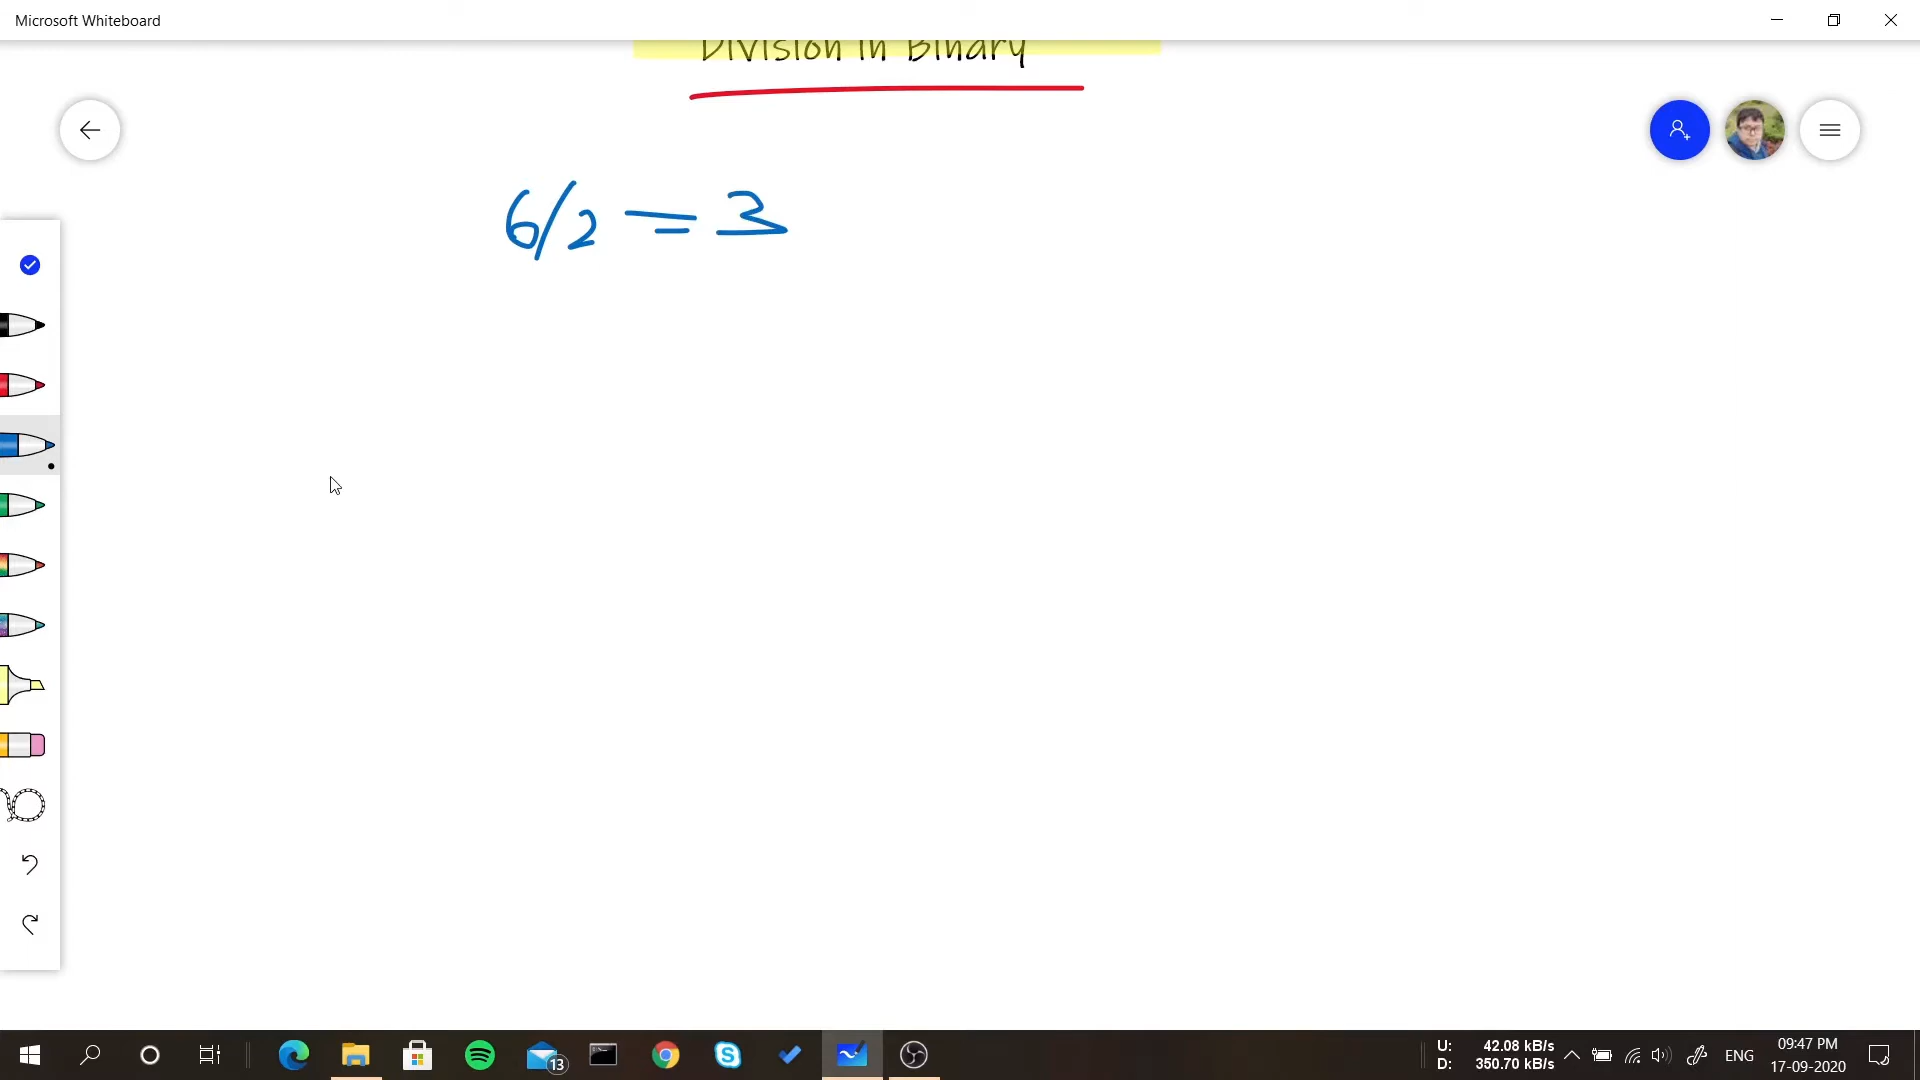 Microsoft Whiteboard
Division in Binary
6/2 = 3
13
U: 42.08 kB/s
D: 350.70 kB/s
ENG
09:47 PM
17-09-2020